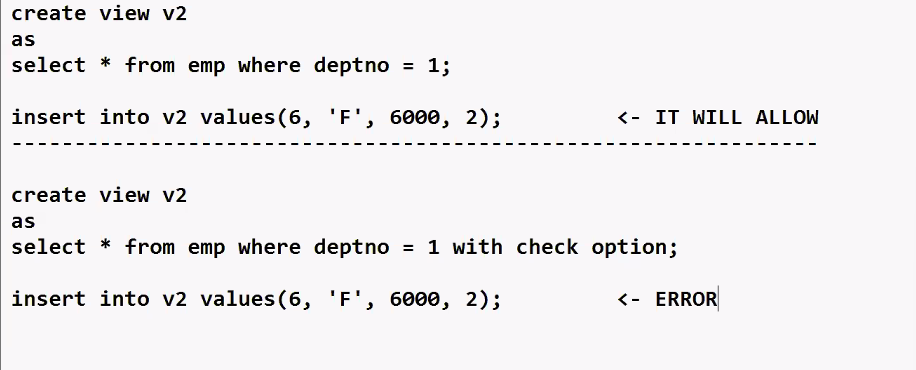 create view v2
as
select * from emp where deptno = 1;
insert into v2 values(6, 'F', 6000, 2);          <- IT WILL ALLOW
----------------------------------------------------------------
create view v2
as
select * from emp where deptno = 1 with check option;
insert into v2 values(6, 'F', 6000, 2);          <- ERROR